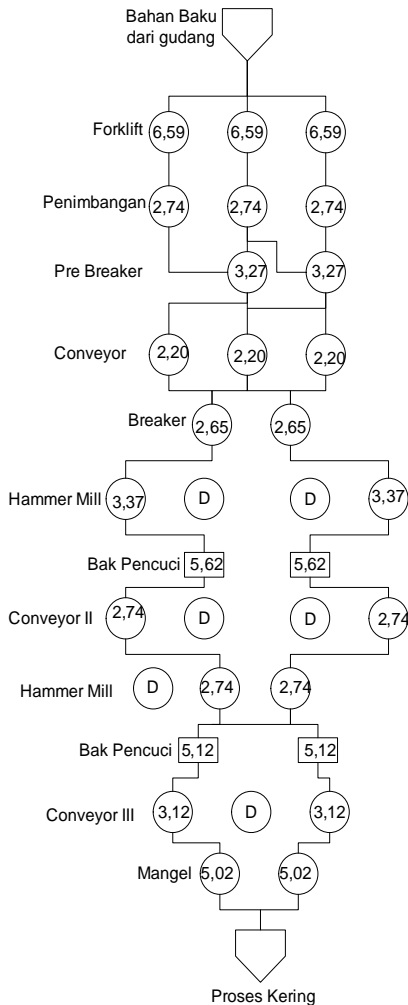 Bahan Baku
dari gudang
Forklift 6,59 6,59 6,59
Penimbangan 2,74 2,74 2,74
Pre Breaker 3,27 3,27
Conveyor 2,20 2,20 2,20
Breaker 2,65 2,65
Hammer Mill 3,37 D D 3,37
Bak Pencuci 5,62 5,62
Conveyor II 2,74 D D 2,74
Hammer Mill D 2,74 2,74
Bak Pencuci 5,12 5,12
Conveyor III 3,12 D 3,12
Mangel 5,02 5,02
Proses Kering